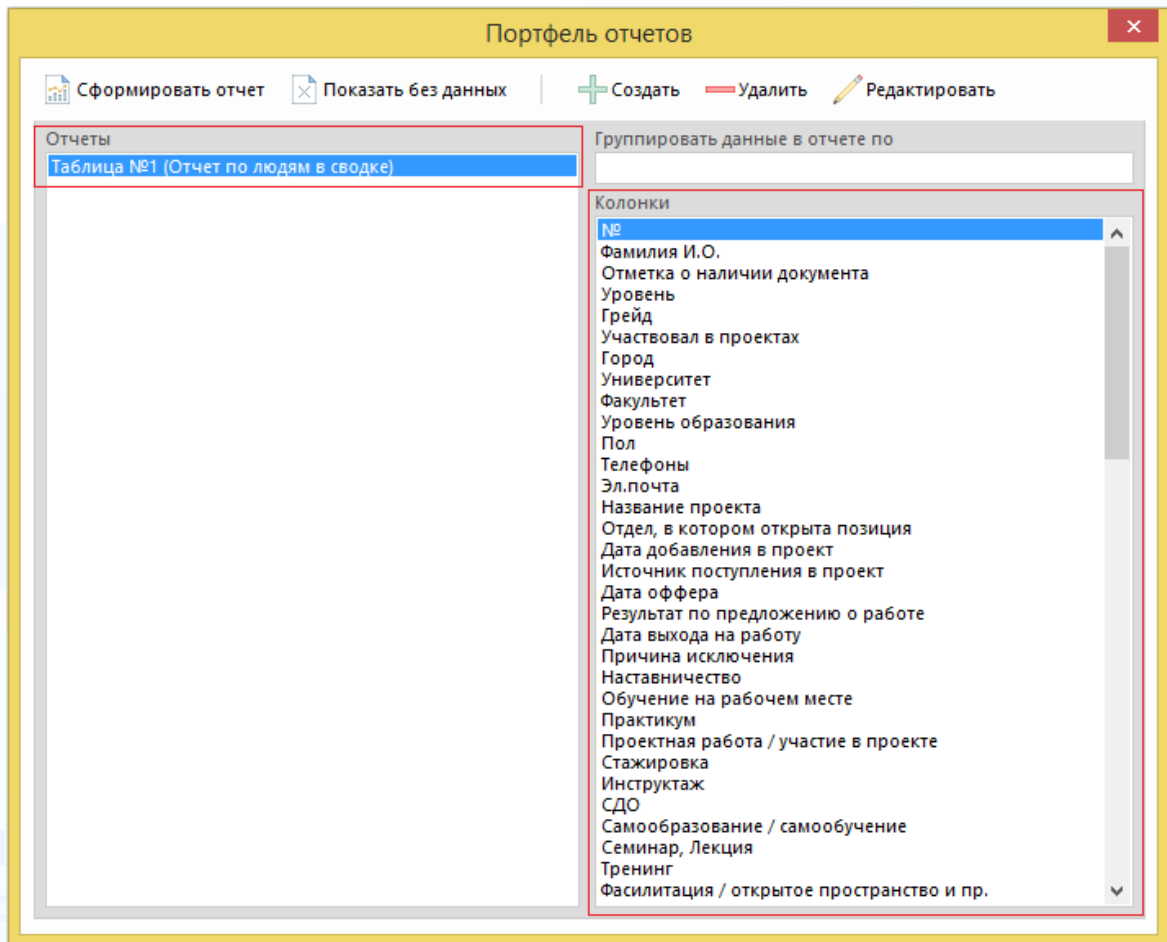 Портфель отчетов
Сформировать отчет Показать без данных Создать Удалить Редактировать
Отчеты
Таблица №1 (Отчет по людям в сводке)
Группировать данные в отчете по
Колонки
№
Фамилия И.О.
Отметка о наличии документа
Уровень
Грейд
Участвовал в проектах
Город
Университет
Факультет
Уровень образования
Пол
Телефоны
Эл.почта
Название проекта
Отдел, в котором открыта позиция
Дата добавления в проект
Источник поступления в проект
Дата оффера
Результат по предложению о работе
Дата выхода на работу
Причина исключения
Наставничество
Обучение на рабочем месте
Практикум
Проектная работа / участие в проекте
Стажировка
Инструктаж
СДО
Самообразование / самообучение
Семинар, Лекция
Тренинг
Фасилитация / открытое пространство и пр.